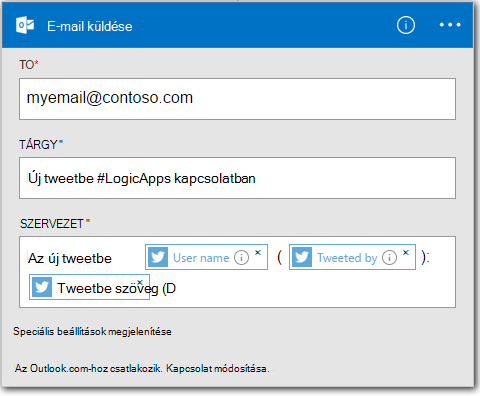 E-mail küldése
TO*
myemail@contoso.com
TÁRGY*
Új tweetbe #LogicApps kapcsolatban
SZERVEZET*
Az új tweetbe User name ( Tweeted by ):
Tweetbe szöveg (D
Speciális beállítások megjelenítése
Az Outlook.com-hoz csatlakozik. Kapcsolat módosítása.